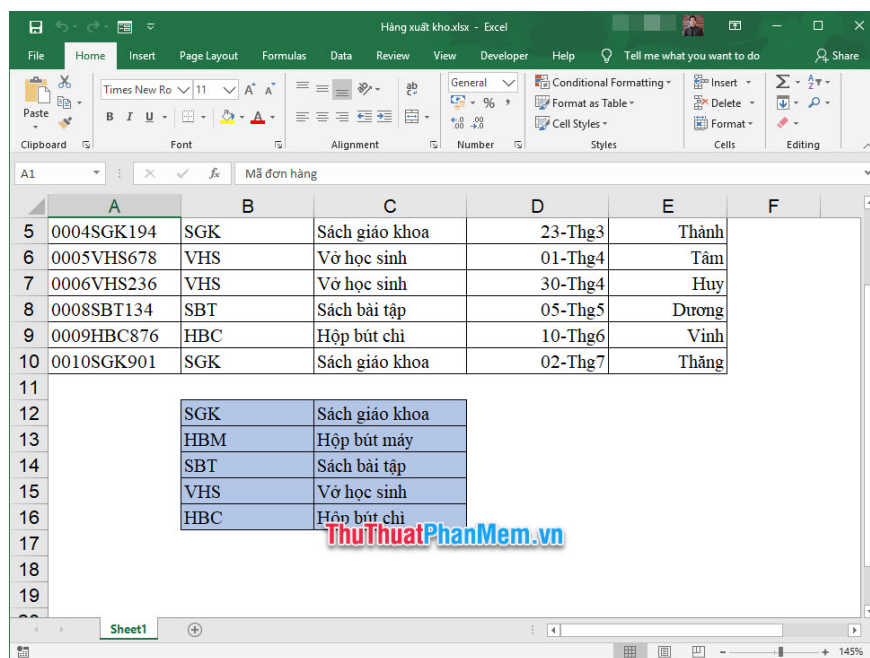 Hàng xuất kho.xlsx - Excel
File Home Insert Page Layout Formulas Data Review View Developer Help Tell me what you want to do Share
Times New Ro 11 A A ab General Conditional Formatting Insert
Paste B I U A % , Format as Table Delete
.00 .00 Cell Styles Format
Clipboard Font Alignment Number Styles Cells Editing
A1 fx Mã đơn hàng
A B C D E F
5 0004SGK194 SGK Sách giáo khoa 23-Thg3 Thành
6 0005VHS678 VHS Vở học sinh 01-Thg4 Tâm
7 0006VHS236 VHS Vở học sinh 30-Thg4 Huy
8 0008SBT134 SBT Sách bài tập 05-Thg5 Dương
9 0009HBC876 HBC Hộp bút chì 10-Thg6 Vinh
10 0010SGK901 SGK Sách giáo khoa 02-Thg7 Thăng
11
12 SGK Sách giáo khoa
13 HBM Hộp bút máy
14 SBT Sách bài tập
15 VHS Vở học sinh
16 HBC Hộp bút chì
ThuThuatPhanMem.vn
17
18
19
Sheet1
145%